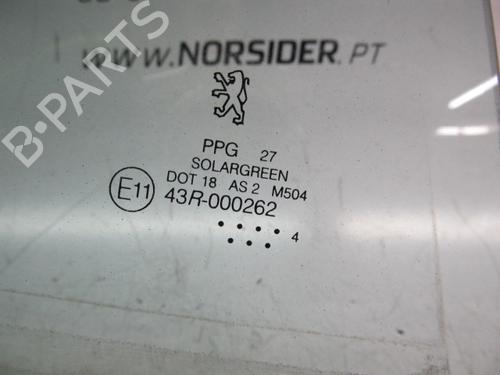 WWW.NORSIDER.PT
B-PARTS
PPG 27
SOLARGREEN
DOT 18 AS 2 M504
E11 43R-000262
4